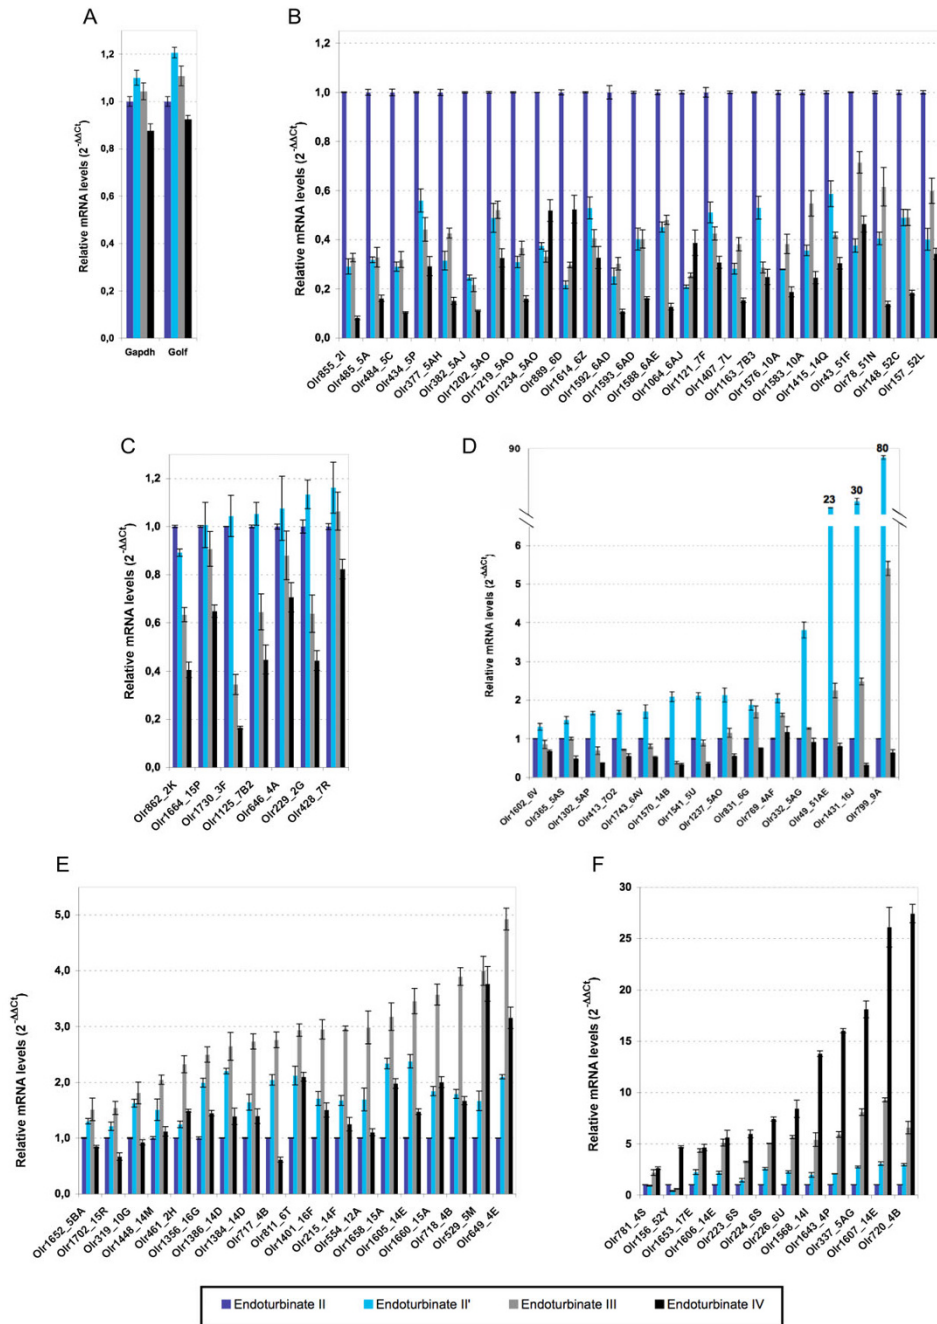 A
Relative mRNA levels (2-ΔΔCt)
1,2
1,0
0,8
0,6
0,4
0,2
0,0
Gapdh Golf
B
Relative mRNA levels (2-ΔΔCt)
1,2
1,0
0,8
0,6
0,4
0,2
0,0
Olr855_2I
Olr485_5A
Olr484_5C
Olr434_5P
Olr377_5AH
Olr382_5AJ
Olr1202_5AO
Olr1219_5AO
Olr1234_5AO
Olr889_6D
Olr1614_6Z
Olr1592_6AD
Olr1593_6AD
Olr1588_6AE
Olr1064_6AJ
Olr1121_7F
Olr1407_7L
Olr1163_7B3
Olr1578_10A
Olr1583_10A
Olr1415_14Q
Olr43_51F
Olr78_51N
Olr148_52C
Olr157_52L
C
Relative mRNA levels (2-ΔΔCt)
1,2
1,0
0,8
0,6
0,4
0,2
0,0
Olr862_2K
Olr1664_15P
Olr1730_3F
Olr1125_7B2
Olr646_4A
Olr229_2G
Olr428_7R
D
Relative mRNA levels (2-ΔΔCt)
90
6
5
4
3
2
1
0
23
30
80
Olr1602_6V
Olr365_5AS
Olr1302_5AP
Olr413_7O2
Olr1743_6AV
Olr1570_14B
Olr1541_5U
Olr1237_5AO
Olr831_6G
Olr769_4AF
Olr332_5AG
Olr49_51AE
Olr1431_16J
Olr799_9A
E
Relative mRNA levels (2-ΔΔCt)
5,0
4,0
3,0
2,0
1,0
0,0
Olr1652_5BA
Olr1702_15R
Olr319_10G
Olr1448_14M
Olr461_2H
Olr1356_16G
Olr1386_14D
Olr1384_14D
Olr717_4B
Olr811_6T
Olr1401_16F
Olr215_14F
Olr554_12A
Olr1658_15A
Olr1605_14E
Olr1660_15A
Olr718_4B
Olr529_5M
Olr649_4E
F
Relative mRNA levels (2-ΔΔCt)
30
25
20
15
10
5
0
Olr781_4S
Olr156_52Y
Olr1653_17E
Olr1606_14E
Olr223_6S
Olr224_6S
Olr226_6U
Olr1568_14I
Olr1643_4P
Olr337_5AG
Olr1607_14E
Olr720_4B
Endoturbinate II Endoturbinate II' Endoturbinate III Endoturbinate IV